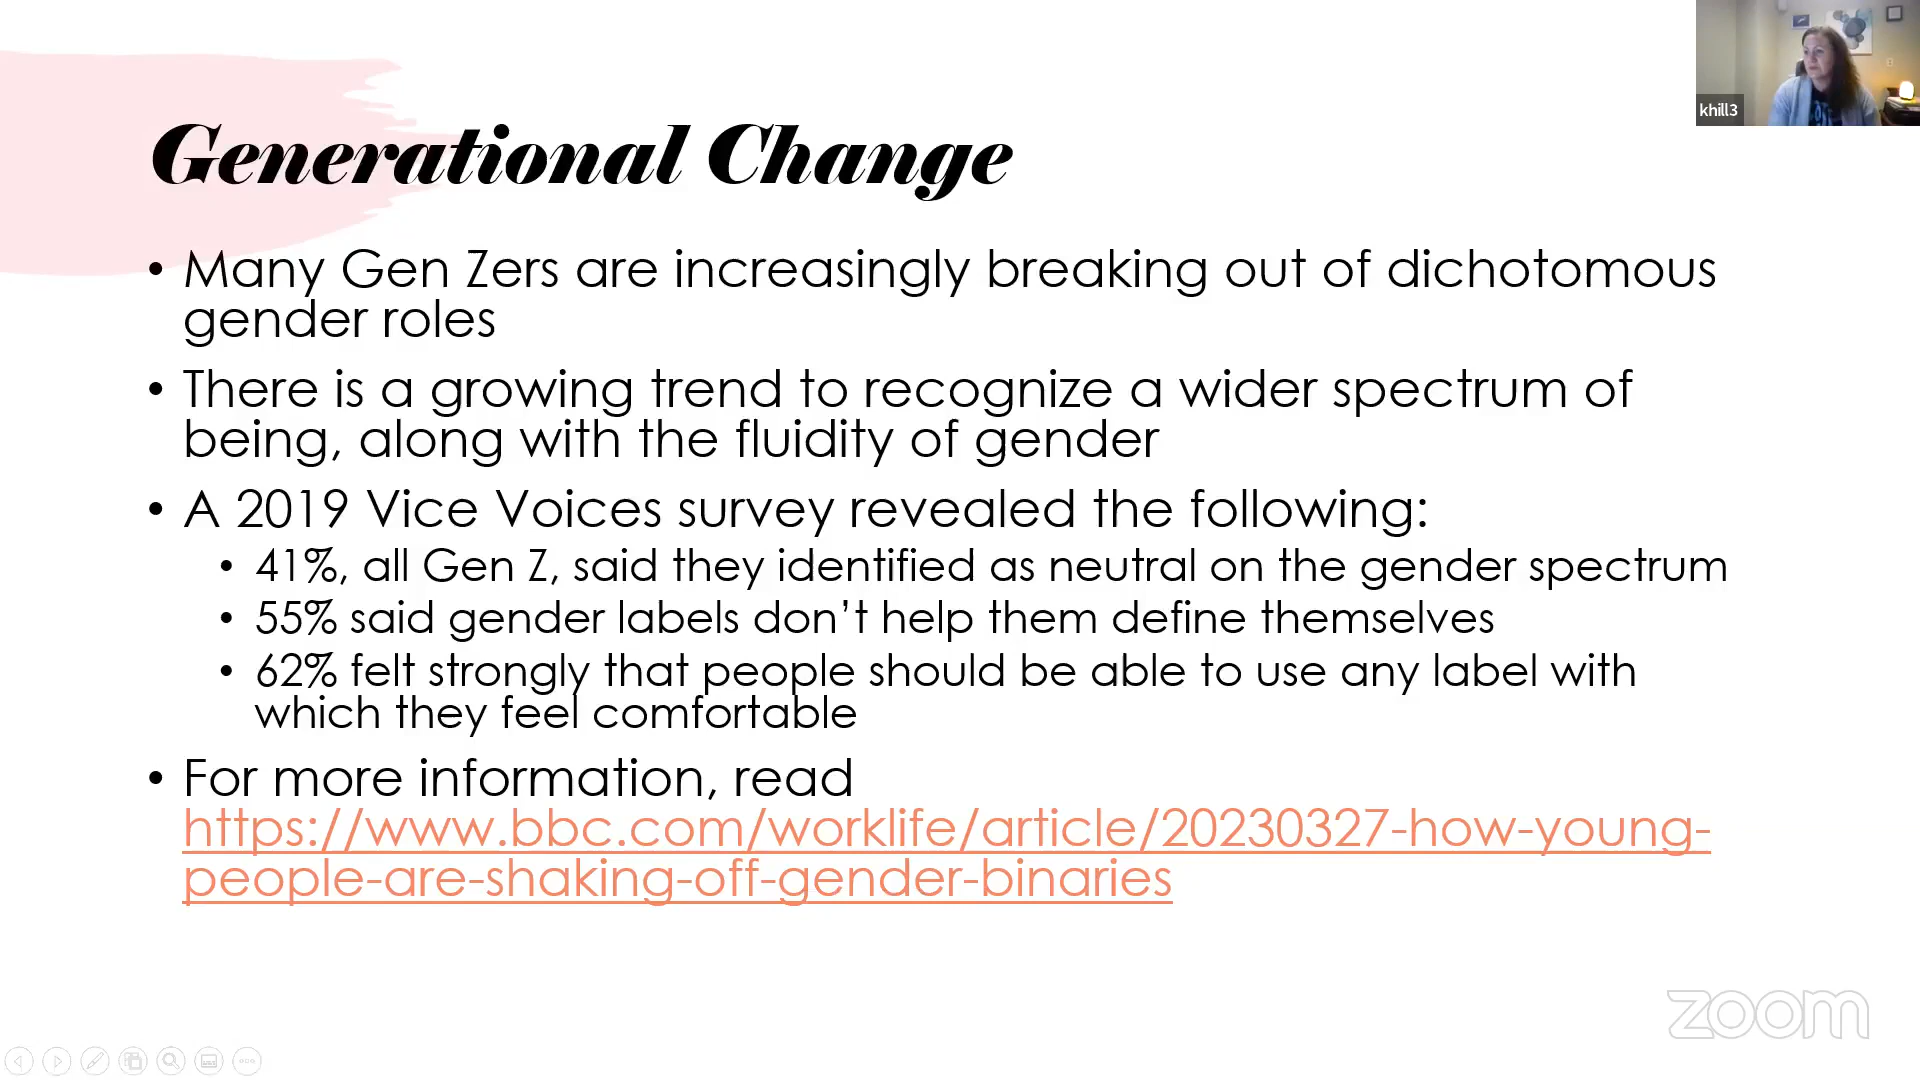 khill3
Generational Change
• Many Gen Zers are increasingly breaking out of dichotomous
gender roles
• There is a growing trend to recognize a wider spectrum of
being, along with the fluidity of gender
• A 2019 Vice Voices survey revealed the following:
• 41%, all Gen Z, said they identified as neutral on the gender spectrum
• 55% said gender labels don't help them define themselves
• 62% felt strongly that people should be able to use any label with
which they feel comfortable
• For more information, read
https://www.bbc.com/worklife/article/20230327-how-young-
people-are-shaking-off-gender-binaries
zoom